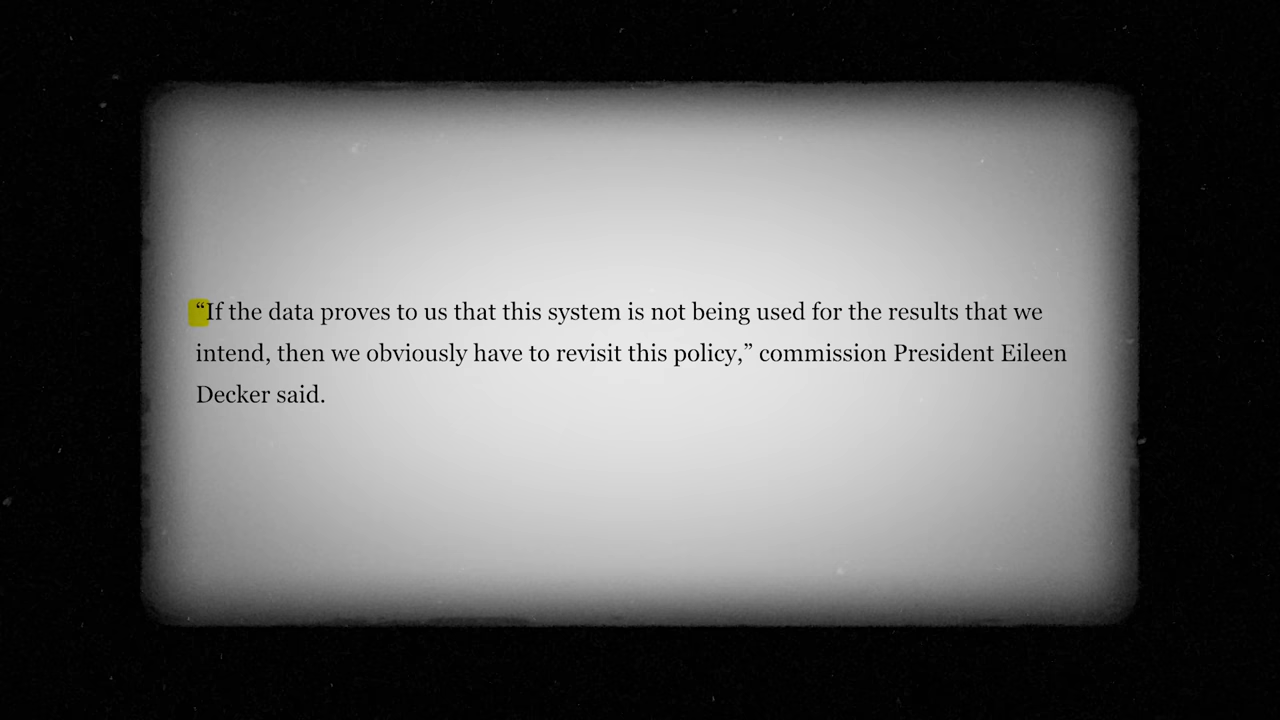 “If the data proves to us that this system is not being used for the results that we
intend, then we obviously have to revisit this policy,” commission President Eileen
Decker said.